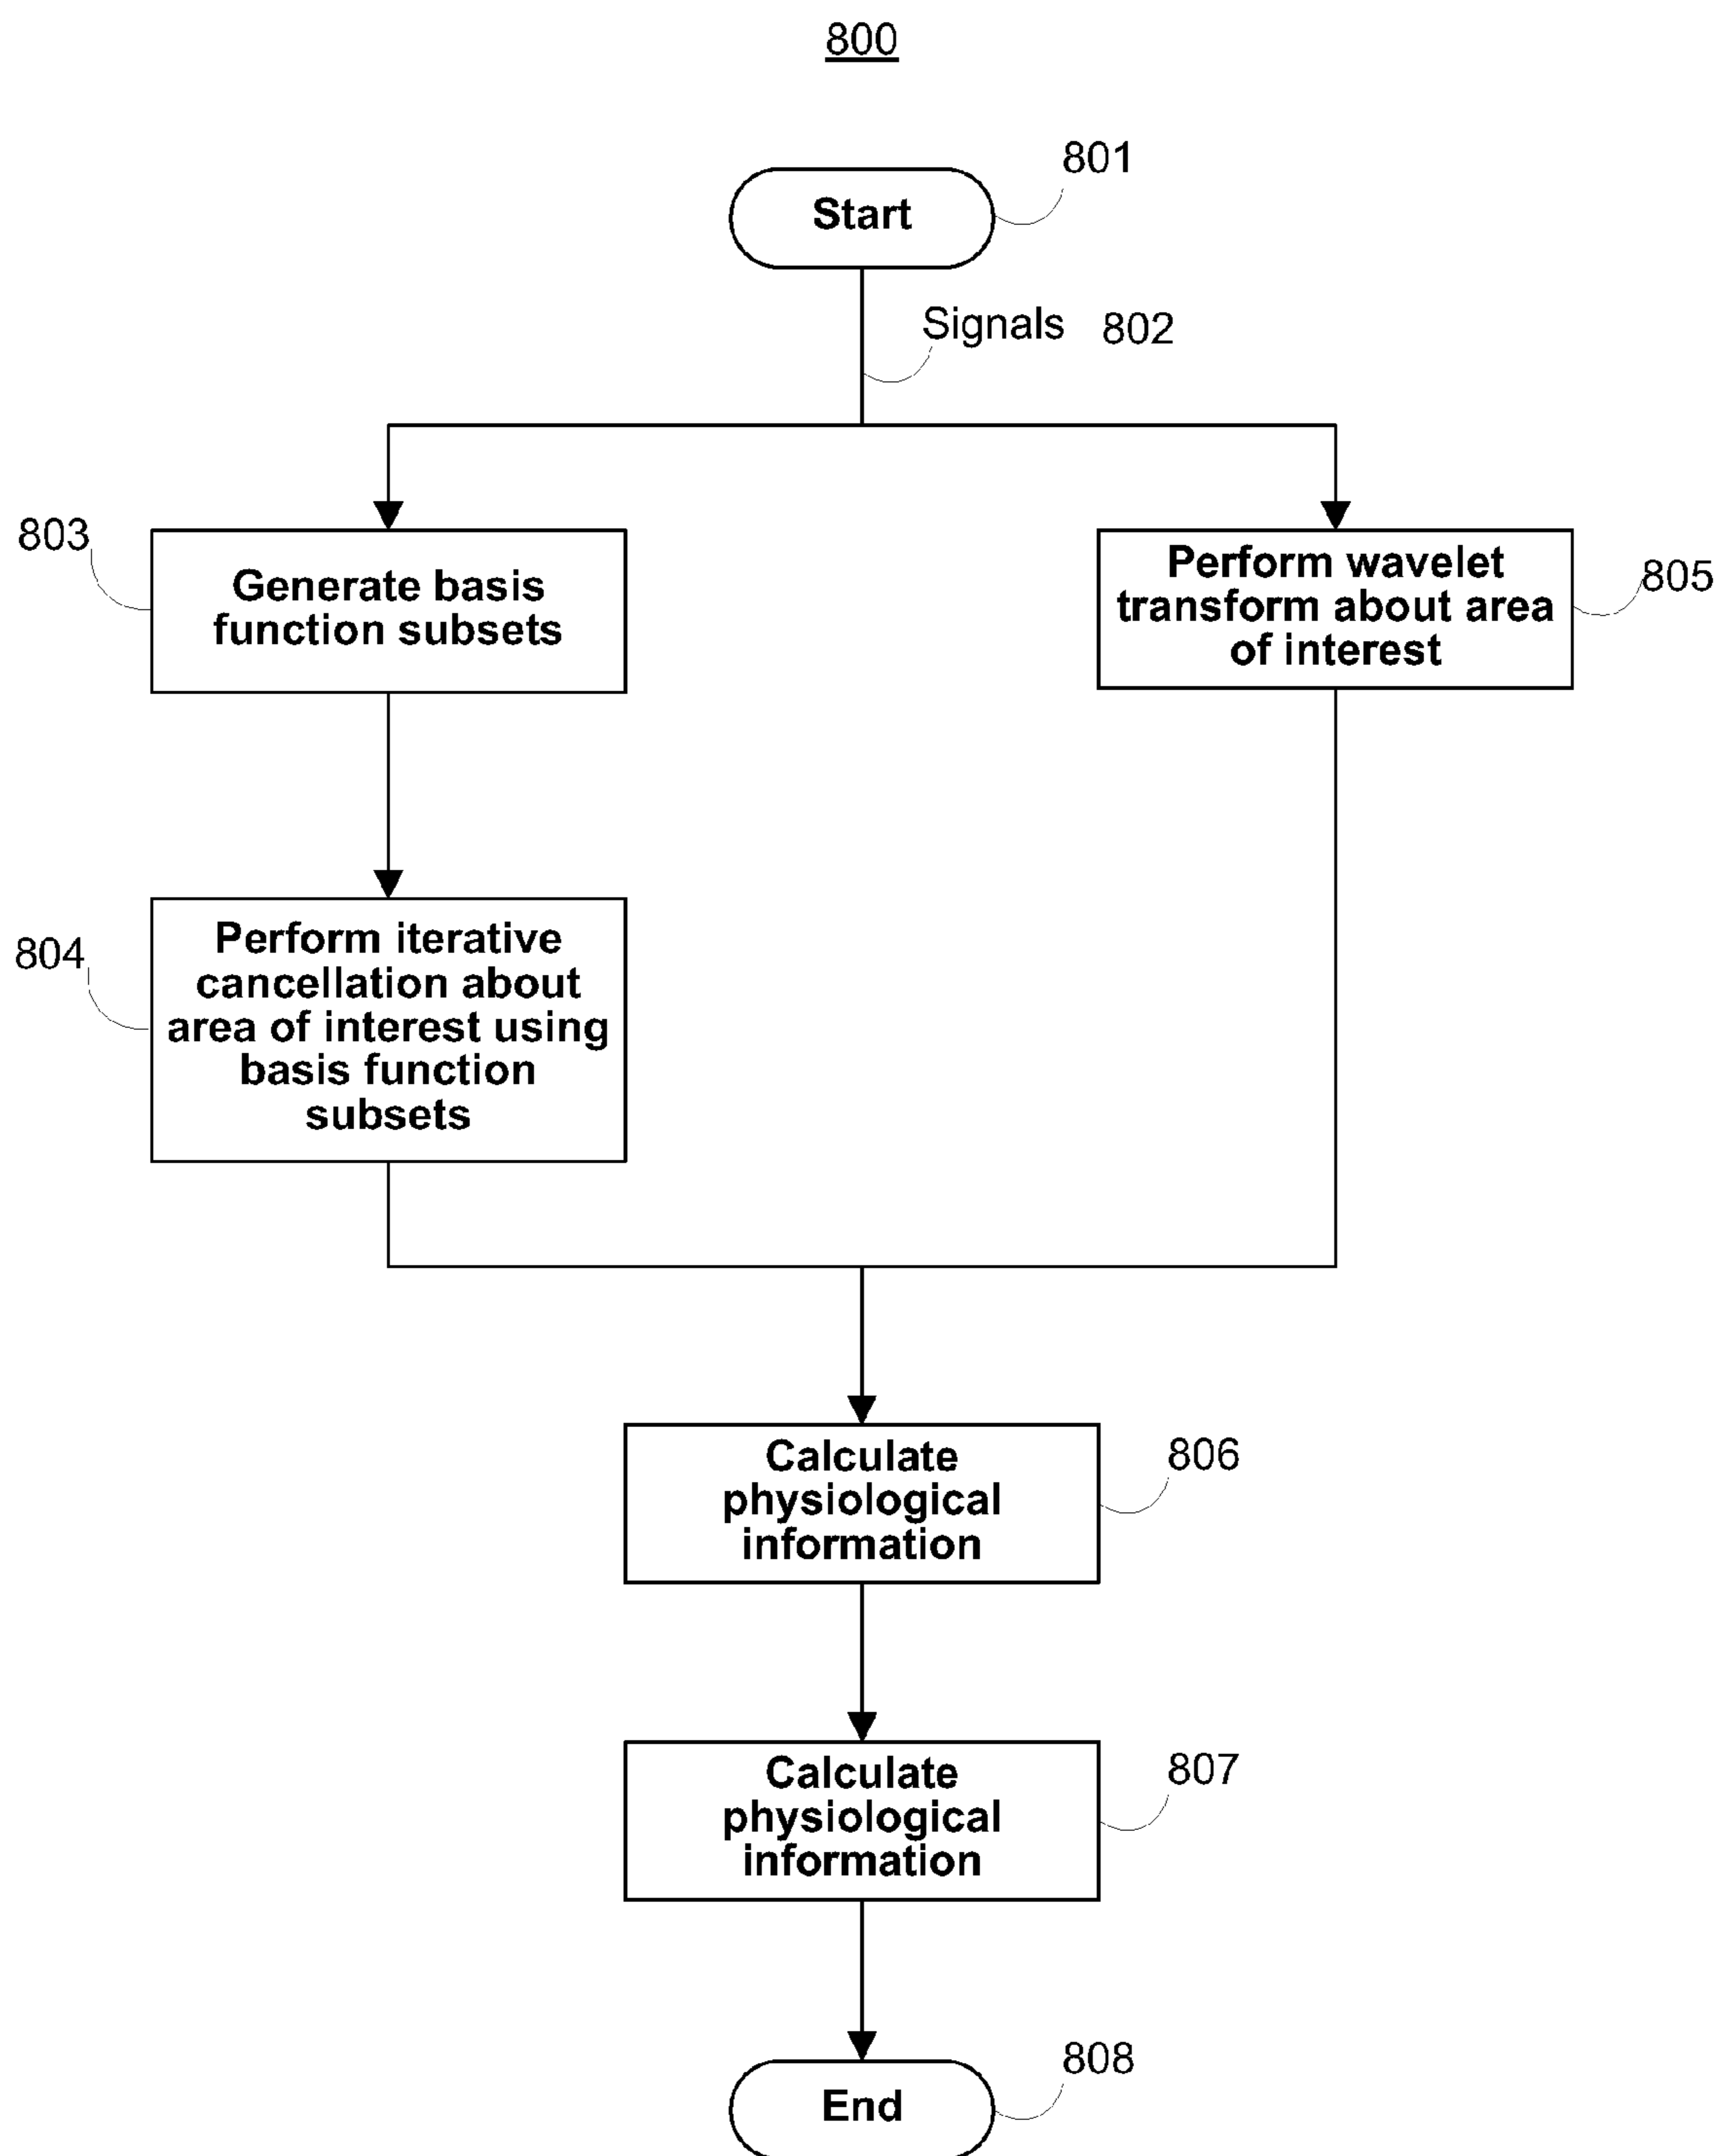 800
801
Start
Signals 802
803
Generate basis
function subsets
Perform wavelet
transform about area
of interest
805
804
Perform iterative
cancellation about
area of interest using
basis function
subsets
Calculate
physiological
information
806
Calculate
physiological
information
807
808
End